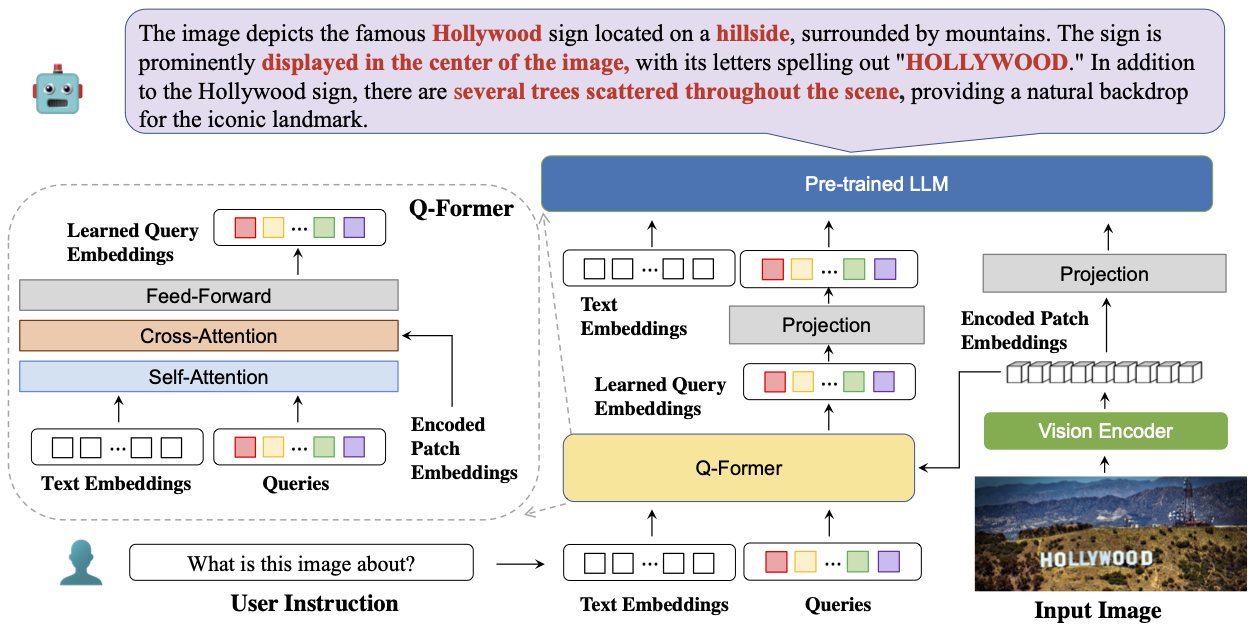 The image depicts the famous Hollywood sign located on a hillside, surrounded by mountains. The sign is
prominently displayed in the center of the image, with its letters spelling out "HOLLYWOOD." In addition
to the Hollywood sign, there are several trees scattered throughout the scene, providing a natural backdrop
for the iconic landmark.
Pre-trained LLM
Q-Former
Learned Query
Embeddings
...
Feed-Forward
Cross-Attention
Self-Attention
...
...
Text Embeddings
Queries
Encoded
Patch
Embeddings
...
...
Text
Embeddings
Projection
Projection
Encoded Patch
Embeddings
Learned Query
Embeddings
...
Vision Encoder
Q-Former
HOLLYWOOD
What is this image about?
User Instruction
...
...
Text Embeddings
Queries
Input Image